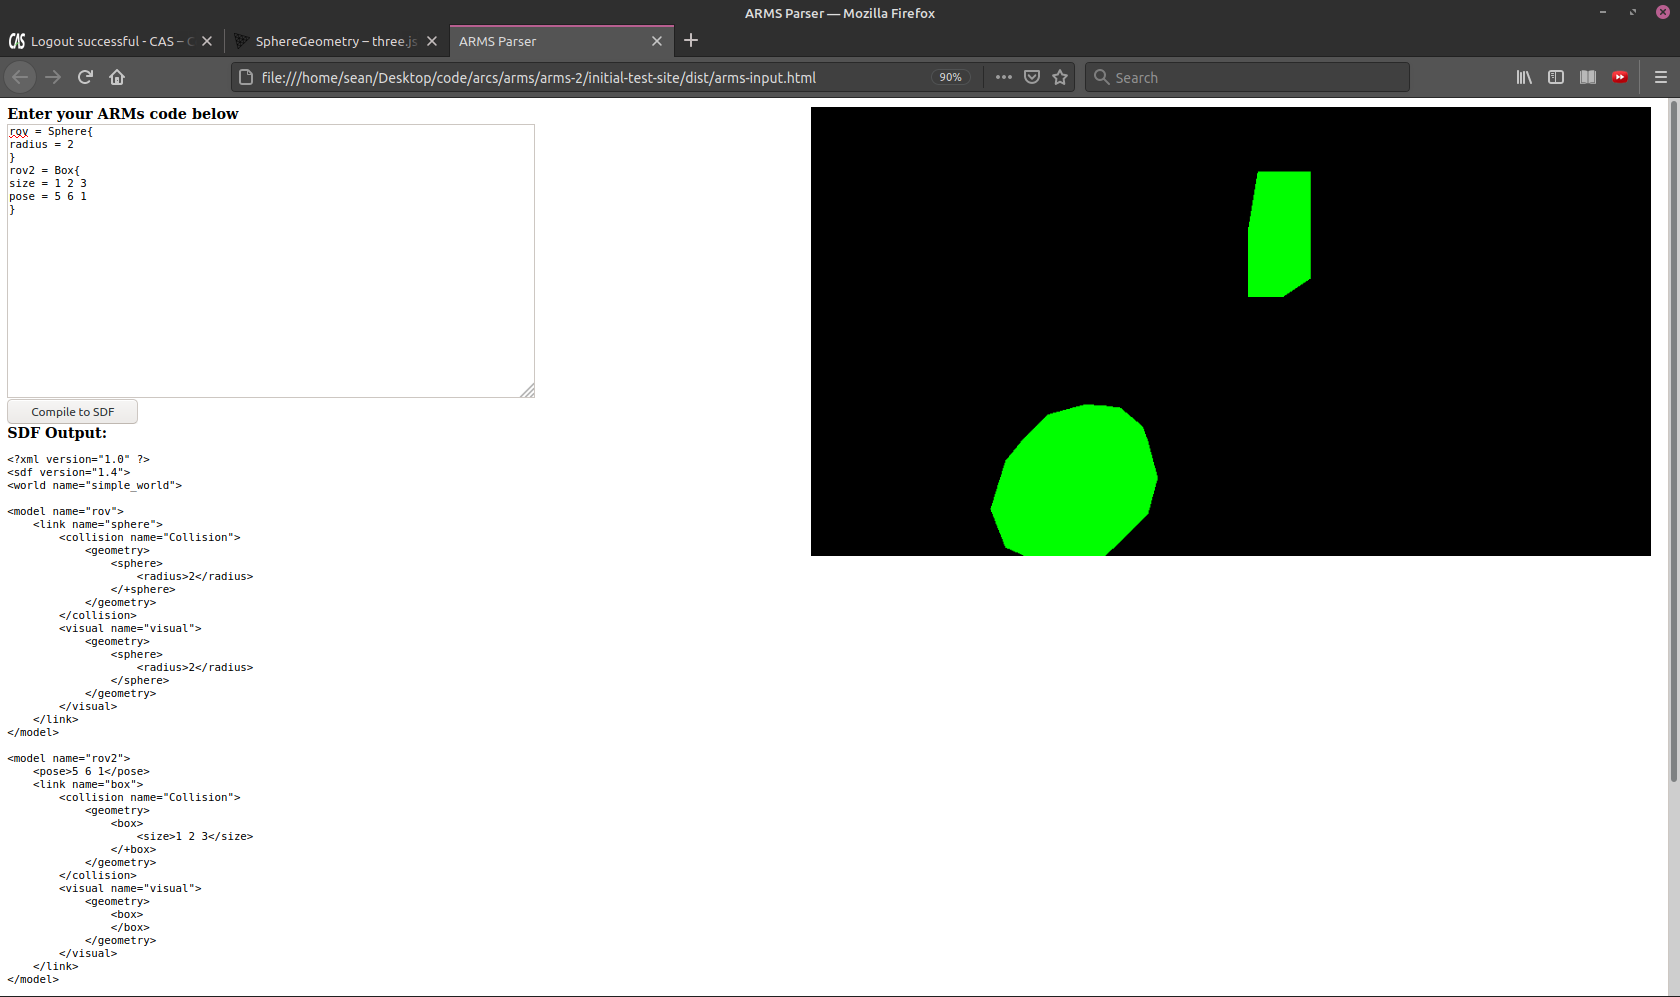 ARMS Parser — Mozilla Firefox
CAS Logout successful - CAS –
SphereGeometry – three.js
ARMS Parser
file:///home/sean/Desktop/code/arcs/arms/arms-2/initial-test-site/dist/arms-input.html
90%
Search
Enter your ARMs code below
rov = Sphere{
radius = 2
}
rov2 = Box{
size = 1 2 3
pose = 5 6 1
}
Compile to SDF
SDF Output:
<?xml version="1.0" ?>
<sdf version="1.4">
<world name="simple_world">
<model name="rov">
<link name="sphere">
<collision name="Collision">
<geometry>
<sphere>
<radius>2</radius>
</+sphere>
</geometry>
</collision>
<visual name="visual">
<geometry>
<sphere>
<radius>2</radius>
</sphere>
</geometry>
</visual>
</link>
</model>
<model name="rov2">
<pose>5 6 1</pose>
<link name="box">
<collision name="Collision">
<geometry>
<box>
<size>1 2 3</size>
</+box>
</geometry>
</collision>
<visual name="visual">
<geometry>
<box>
</box>
</geometry>
</visual>
</link>
</model>